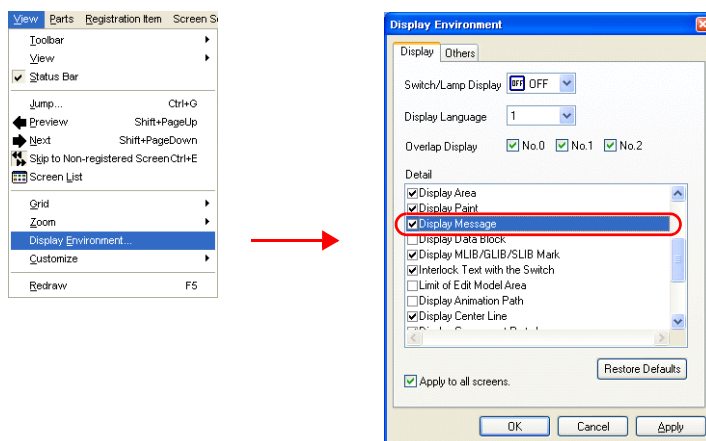 View Parts Registration Item Screen S
Toolbar
View
Status Bar
Jump... Ctrl+G
Preview Shift+PageUp
Next Shift+PageDown
Skip to Non-registered Screen Ctrl+E
Screen List
Grid
Zoom
Display Environment...
Customize
Redraw F5
Display Environment
Display Others
Switch/Lamp Display OFF OFF
Display Language 1
Overlap Display No.0 No.1 No.2
Detail
Display Area
Display Paint
Display Message
Display Data Block
Display MLIB/GLIB/SLIB Mark
Interlock Text with the Switch
Limit of Edit Model Area
Display Animation Path
Display Center Line
Restore Defaults
Apply to all screens.
OK Cancel Apply